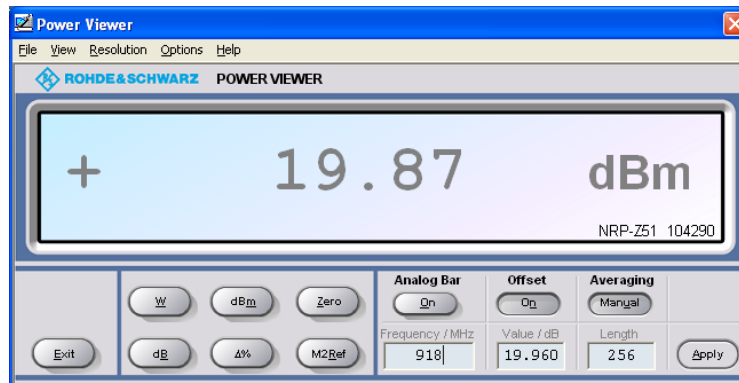 Power Viewer
File View Resolution Options Help
ROHDE&SCHWARZ POWER VIEWER
+ 19.87 dBm
NRP-Z51 104290
Analog Bar Offset Averaging
W dBm Zero On On Manual
Frequency / MHz Value / dB Length
Exit dB Δ% M2Ref 918 19.960 256 Apply